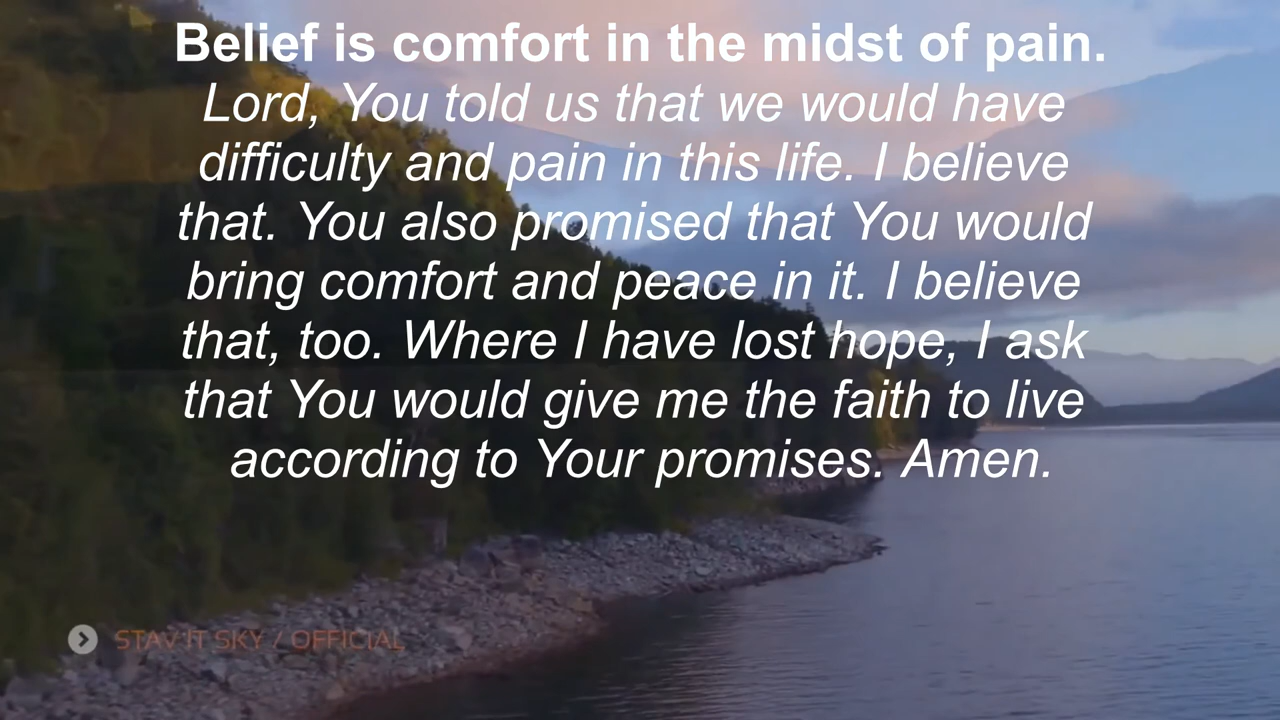 Belief is comfort in the midst of pain.
Lord, You told us that we would have
difficulty and pain in this life. I believe
that. You also promised that You would
bring comfort and peace in it. I believe
that, too. Where I have lost hope, I ask
that You would give me the faith to live
according to Your promises. Amen.
STAV IT SKY / OFFICIAL